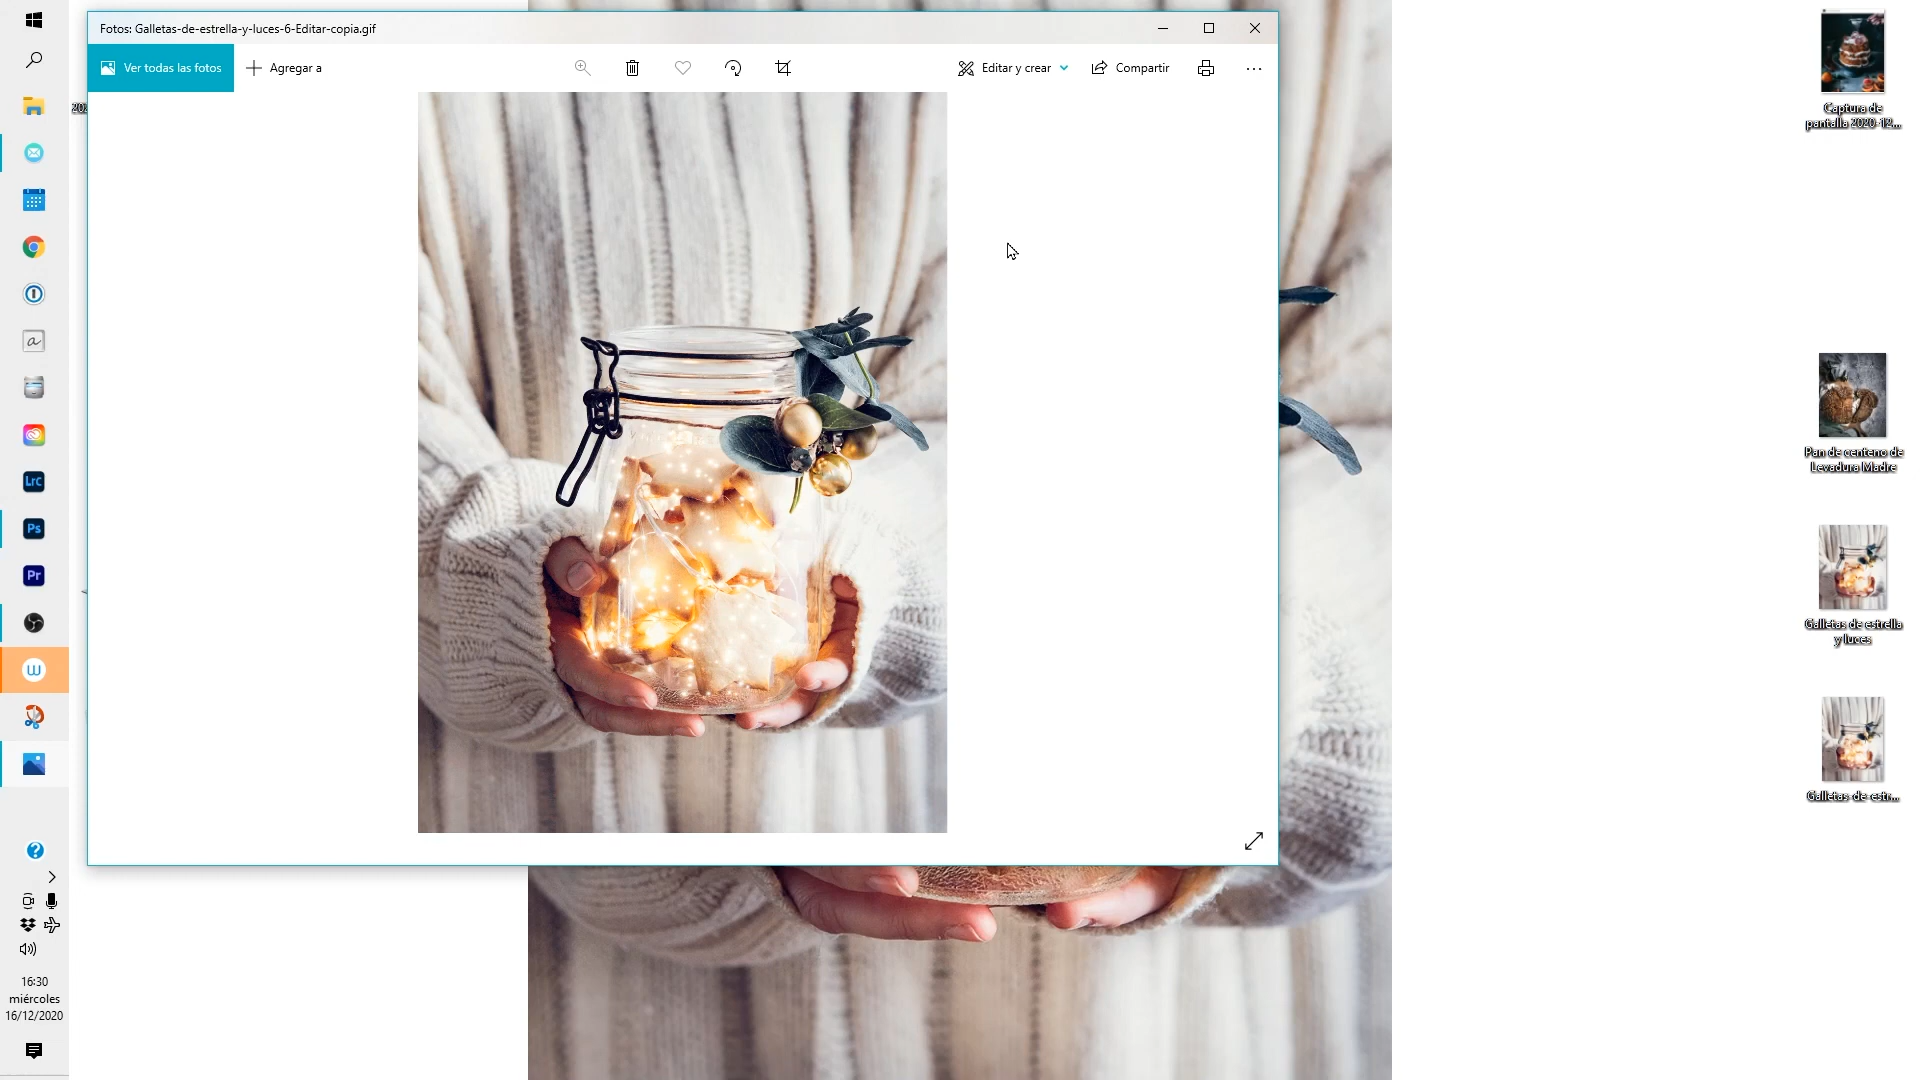 Fotos: Galletas-de-estrella-y-luces-6-Editar-copia.gif
Ver todas las fotos
Agregar a
Editar y crear
Compartir
202
Captura de
pantalla 2020-12...
Pan de centeno de
Levadura Madre
Galletas de estrella
y luces
Galletas-de-estr...
Lrc
Ps
Pr
16:30
miércoles
16/12/2020